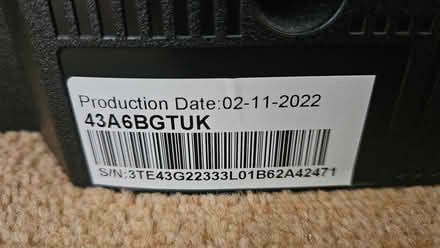 Production Date:02-11-2022
43A6BGTUK
S/N:3TE43G22333L01B62A42471